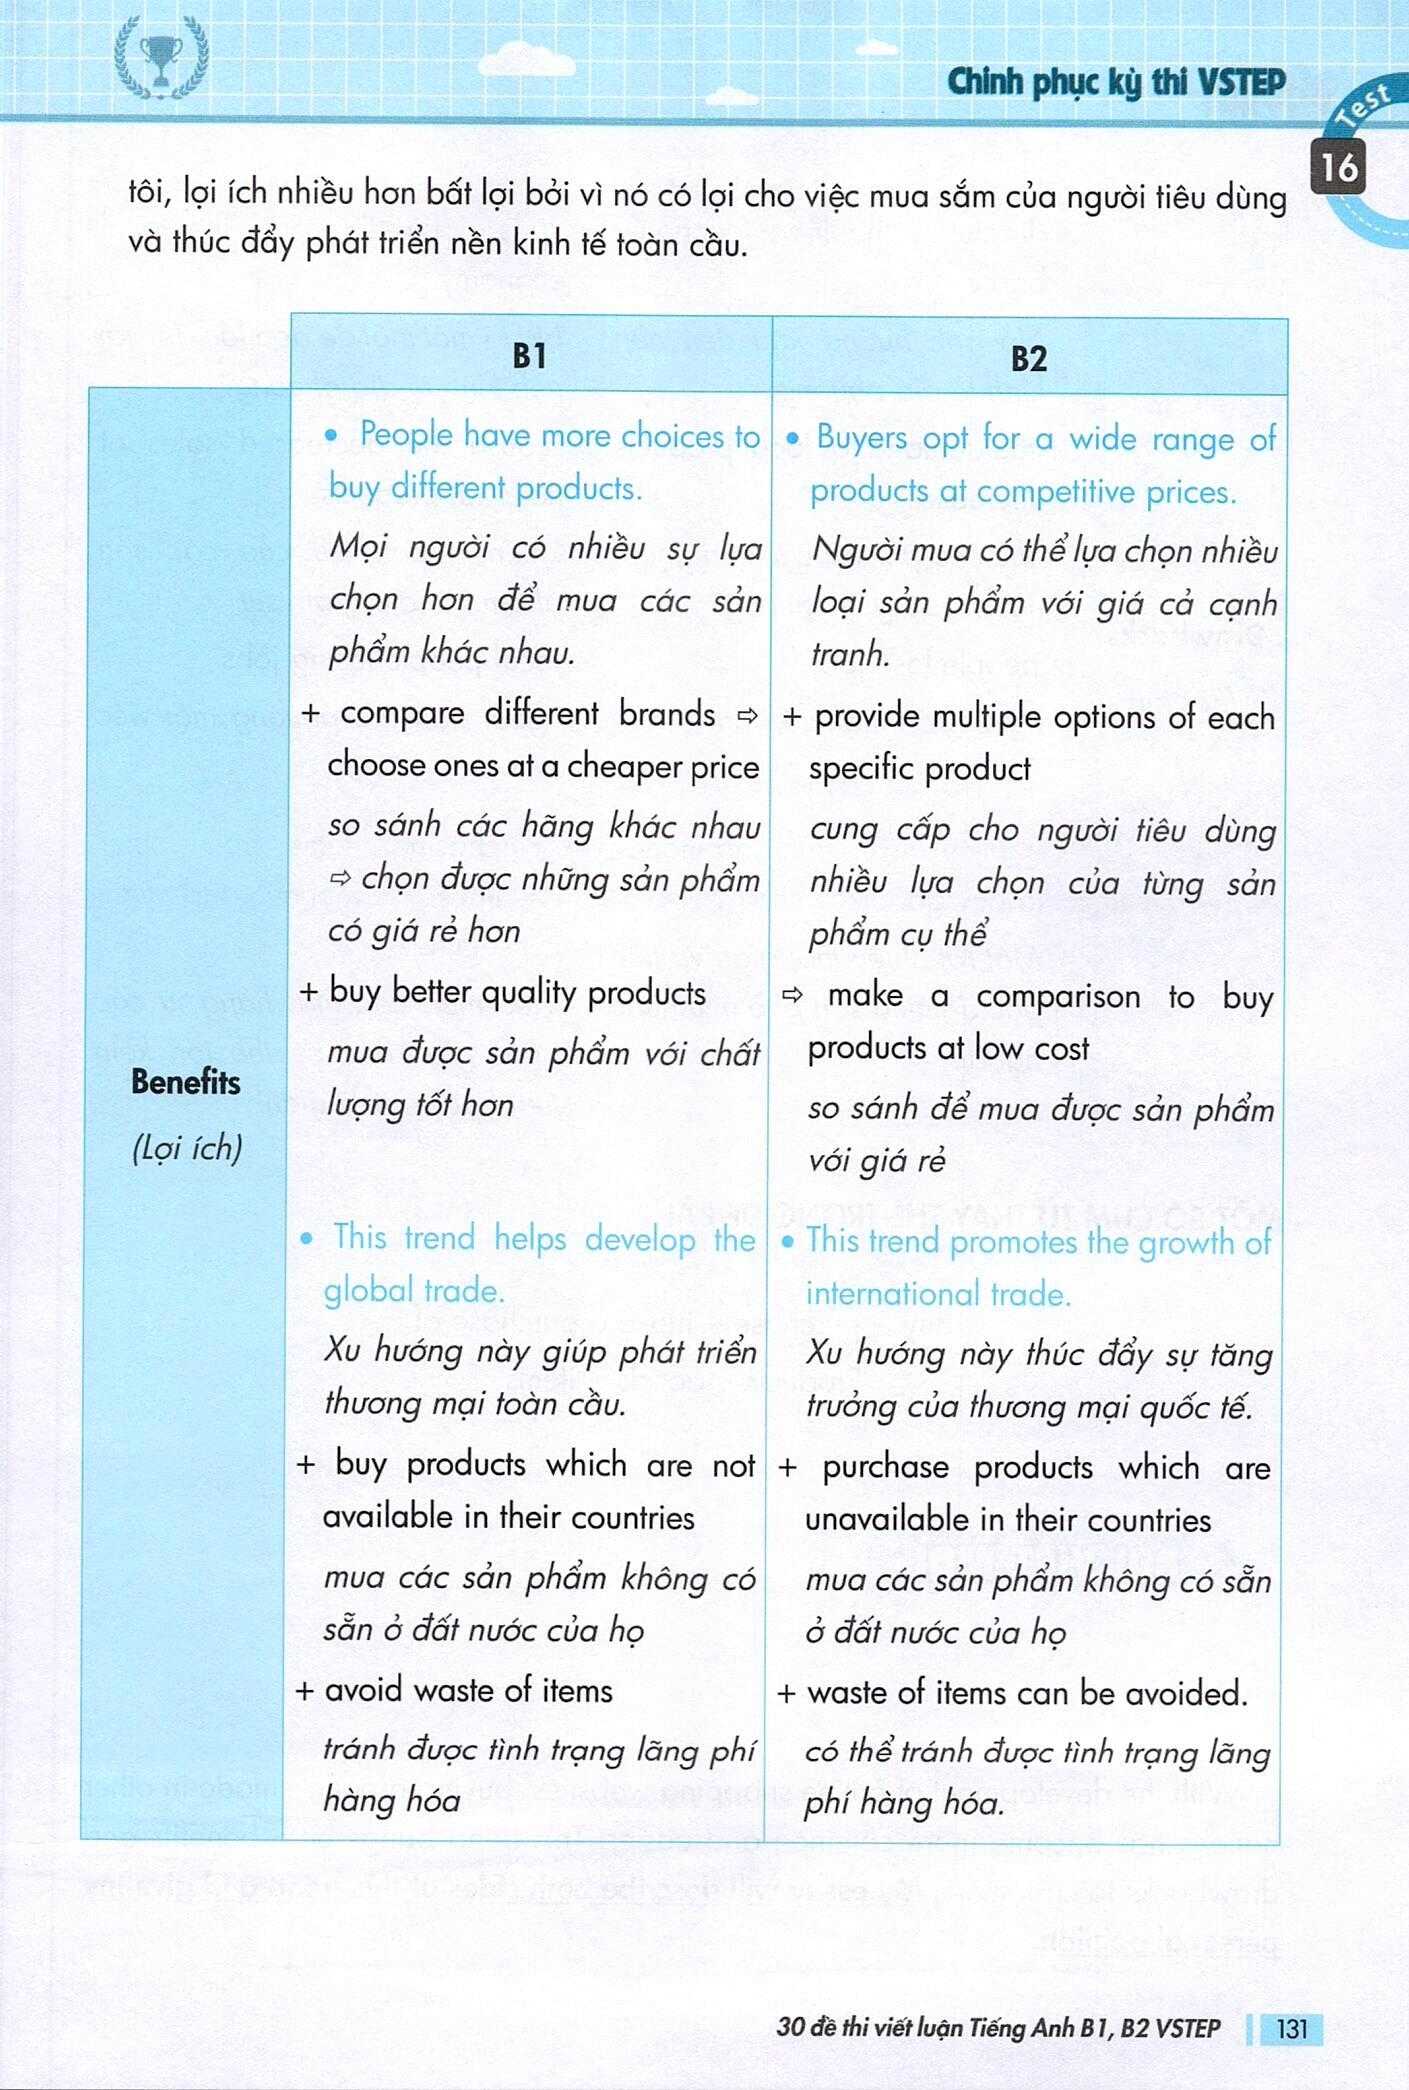 Chinh phục kỳ thi VSTEP
Test
16
tôi, lợi ích nhiều hơn bất lợi bởi vì nó có lợi cho việc mua sắm của người tiêu dùng
và thúc đẩy phát triển nền kinh tế toàn cầu.
B1
B2
Benefits
(Lợi ích)
• People have more choices to
buy different products.
Mọi người có nhiều sự lựa
chọn hơn để mua các sản
phẩm khác nhau.
+ compare different brands ⇨
choose ones at a cheaper price
so sánh các hãng khác nhau
⇨ chọn được những sản phẩm
có giá rẻ hơn
+ buy better quality products
mua được sản phẩm với chất
lượng tốt hơn
• This trend helps develop the
global trade.
Xu hướng này giúp phát triển
thương mại toàn cầu.
+ buy products which are not
available in their countries
mua các sản phẩm không có
sẵn ở đất nước của họ
+ avoid waste of items
tránh được tình trạng lãng phí
hàng hóa
• Buyers opt for a wide range of
products at competitive prices.
Người mua có thể lựa chọn nhiều
loại sản phẩm với giá cả cạnh
tranh.
+ provide multiple options of each
specific product
cung cấp cho người tiêu dùng
nhiều lựa chọn của từng sản
phẩm cụ thể
⇨ make a comparison to buy
products at low cost
so sánh để mua được sản phẩm
với giá rẻ
• This trend promotes the growth of
international trade.
Xu hướng này thúc đẩy sự tăng
trưởng của thương mại quốc tế.
+ purchase products which are
unavailable in their countries
mua các sản phẩm không có sẵn
ở đất nước của họ
+ waste of items can be avoided.
có thể tránh được tình trạng lãng
phí hàng hóa.
30 đề thi viết luận Tiếng Anh B1, B2 VSTEP
131